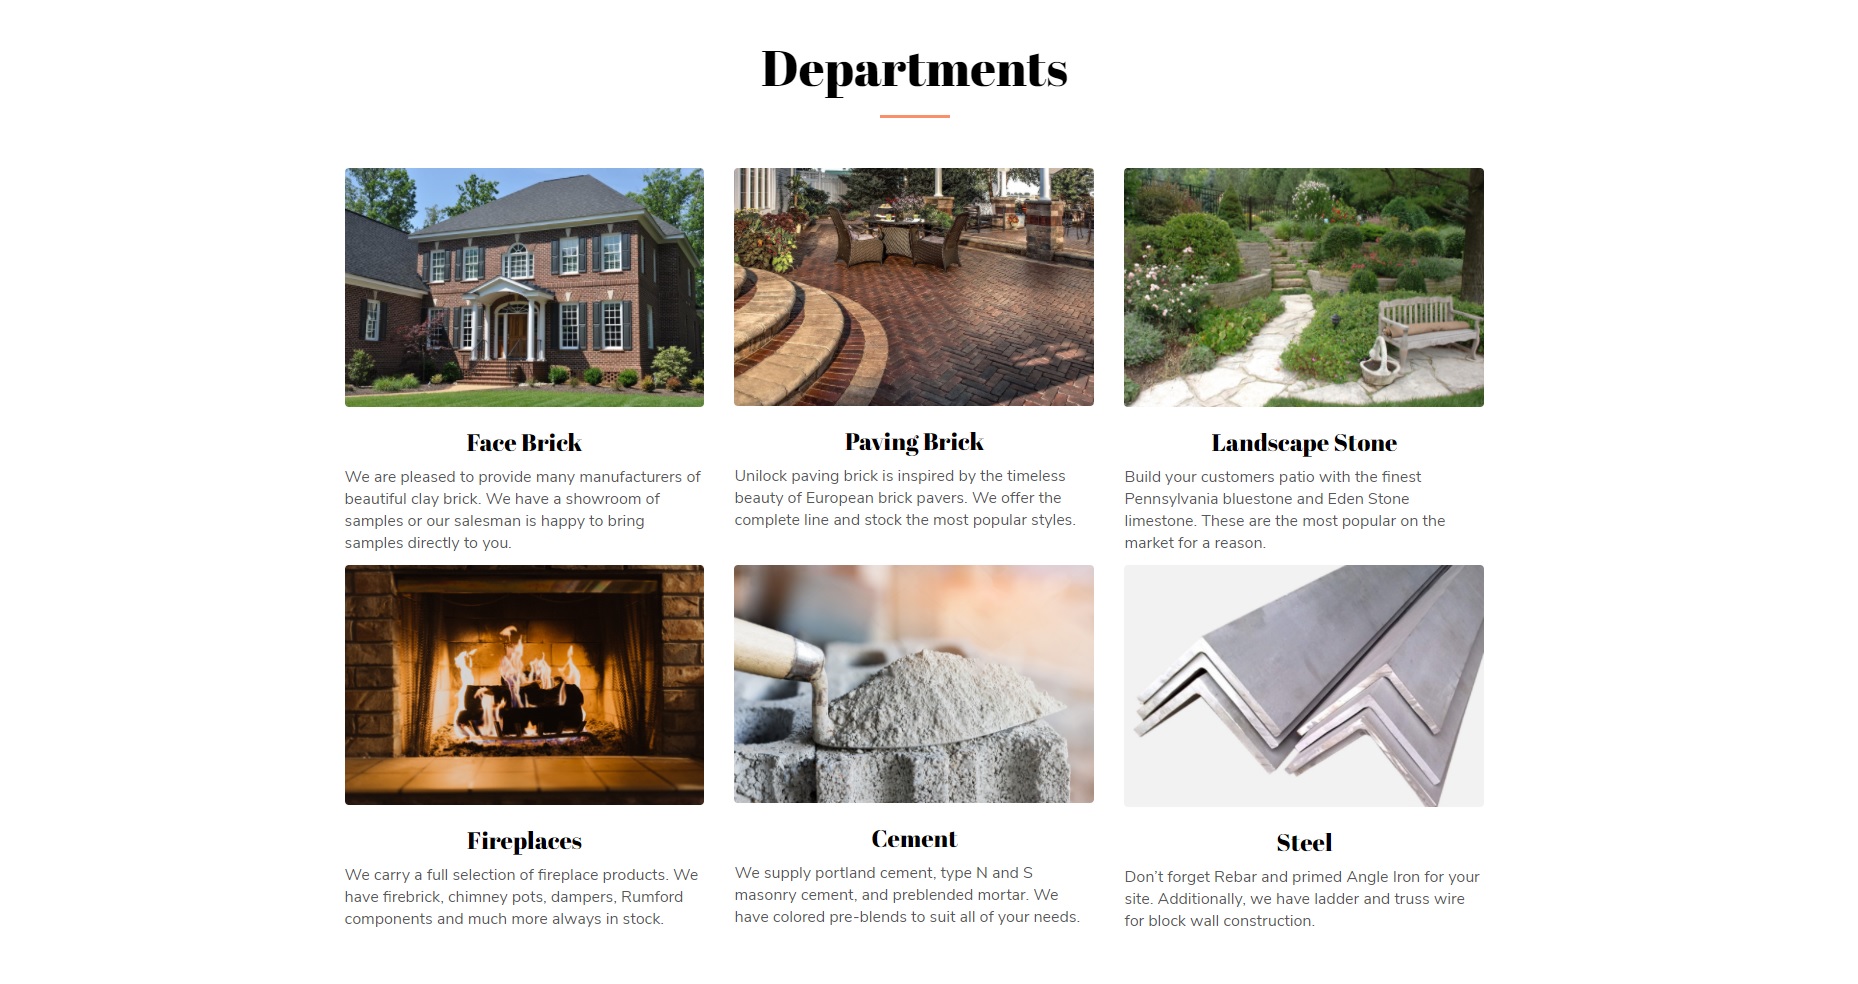 Departments
Face Brick
We are pleased to provide many manufacturers of
beautiful clay brick. We have a showroom of
samples or our salesman is happy to bring
samples directly to you.
Paving Brick
Unilock paving brick is inspired by the timeless
beauty of European brick pavers. We offer the
complete line and stock the most popular styles.
Landscape Stone
Build your customers patio with the finest
Pennsylvania bluestone and Eden Stone
limestone. These are the most popular on the
market for a reason.
Fireplaces
We carry a full selection of fireplace products. We
have firebrick, chimney pots, dampers, Rumford
components and much more always in stock.
Cement
We supply portland cement, type N and S
masonry cement, and preblended mortar. We
have colored pre-blends to suit all of your needs.
Steel
Don’t forget Rebar and primed Angle Iron for your
site. Additionally, we have ladder and truss wire
for block wall construction.